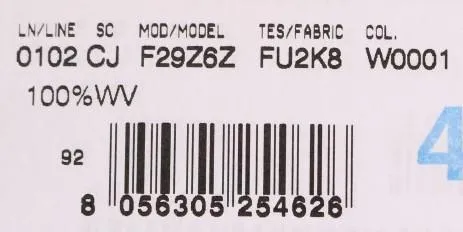 LN/LINE SC MOD/MODEL TES/FABRIC COL.
0102 CJ F29Z6Z FU2K8 W0001
100%WV
4
92
8 056305 254626